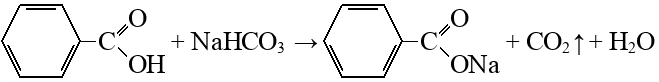 O O
C + NaHCO₃ → C + CO₂↑ + H₂O
OH ONa